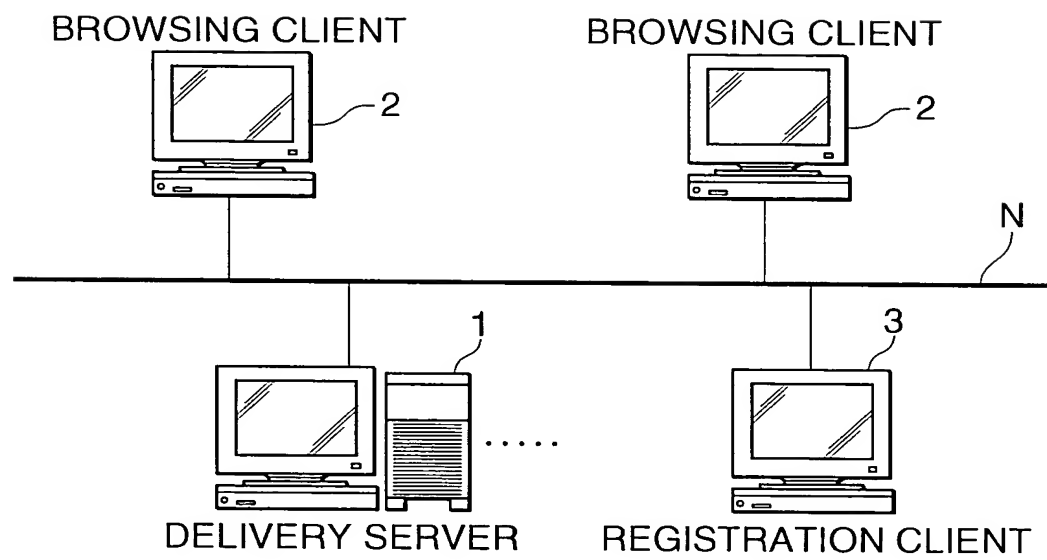 BROWSING CLIENT
BROWSING CLIENT
2
2
N
1
3
DELIVERY SERVER
REGISTRATION CLIENT